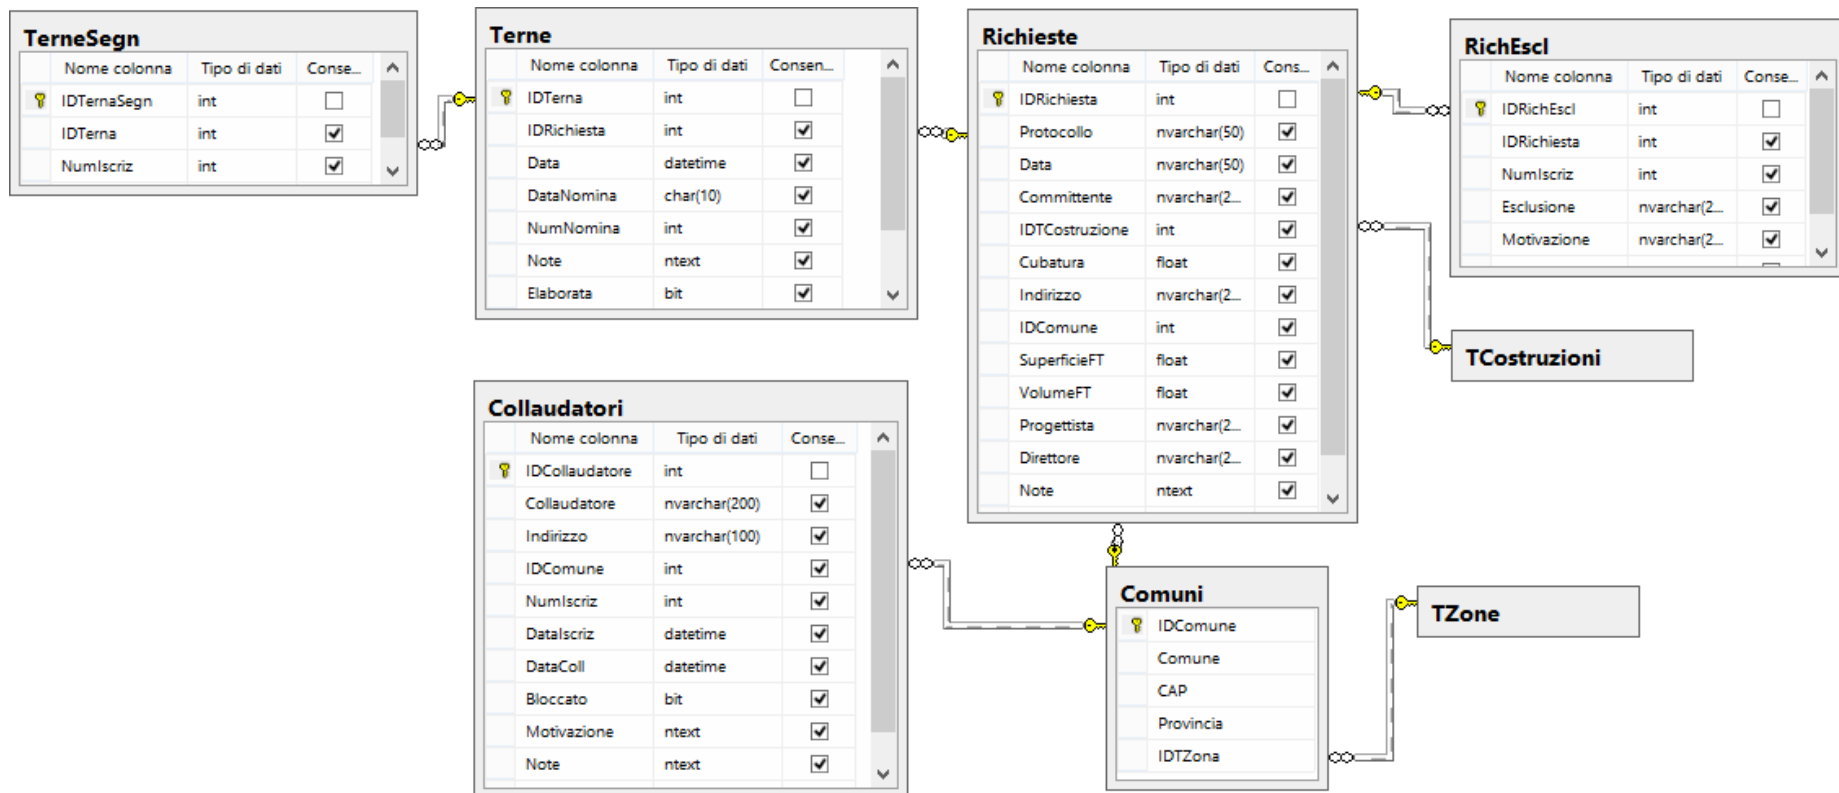 TerneSegn
Nome colonna Tipo di dati Conse...
IDTernaSegn int
IDTerna int
NumIscriz int
Terne
Nome colonna Tipo di dati Consen...
IDTerna int
IDRichiesta int
Data datetime
DataNomina char(10)
NumNomina int
Note ntext
Elaborata bit
Richieste
Nome colonna Tipo di dati Cons...
IDRichiesta int
Protocollo nvarchar(50)
Data nvarchar(50)
Committente nvarchar(2...
IDTCostruzione int
Cubatura float
Indirizzo nvarchar(2...
IDComune int
SuperficieFT float
VolumeFT float
Progettista nvarchar(2...
Direttore nvarchar(2...
Note ntext
RichEscl
Nome colonna Tipo di dati Conse...
IDRichEscl int
IDRichiesta int
NumIscriz int
Esclusione nvarchar(2...
Motivazione nvarchar(2...
TCostruzioni
Collaudatori
Nome colonna Tipo di dati Conse...
IDCollaudatore int
Collaudatore nvarchar(200)
Indirizzo nvarchar(100)
IDComune int
NumIscriz int
DataIscriz datetime
DataColl datetime
Bloccato bit
Motivazione ntext
Note ntext
Comuni
IDComune
Comune
CAP
Provincia
IDTZona
TZone